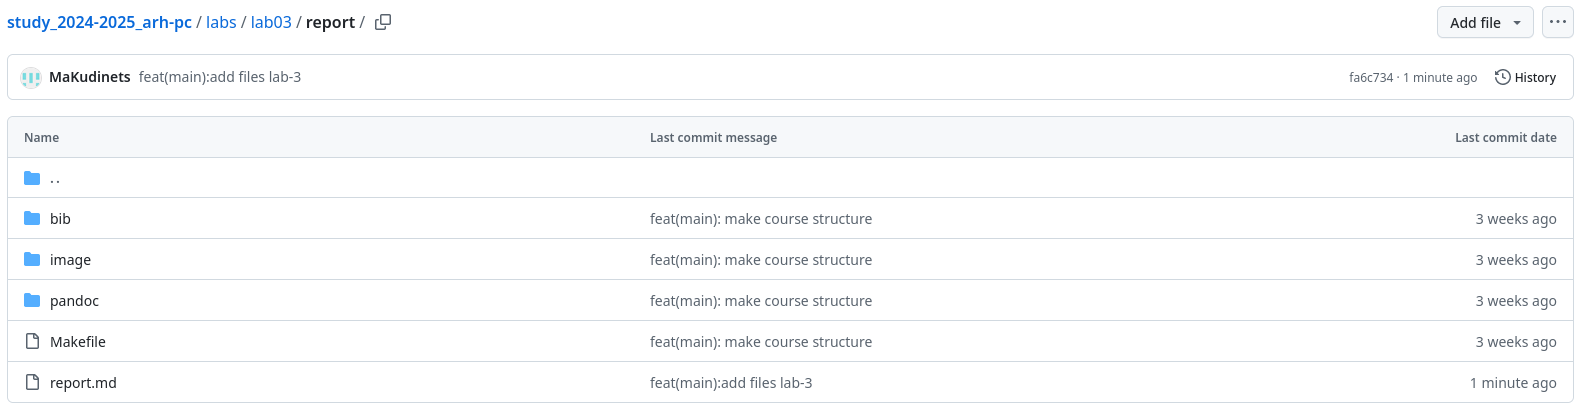 study_2024-2025_arh-pc / labs / lab03 / report / Add file ...
MaKudinets feat(main):add files lab-3 fa6c734 · 1 minute ago History
Name Last commit message Last commit date
..
bib feat(main): make course structure 3 weeks ago
image feat(main): make course structure 3 weeks ago
pandoc feat(main): make course structure 3 weeks ago
Makefile feat(main): make course structure 3 weeks ago
report.md feat(main):add files lab-3 1 minute ago